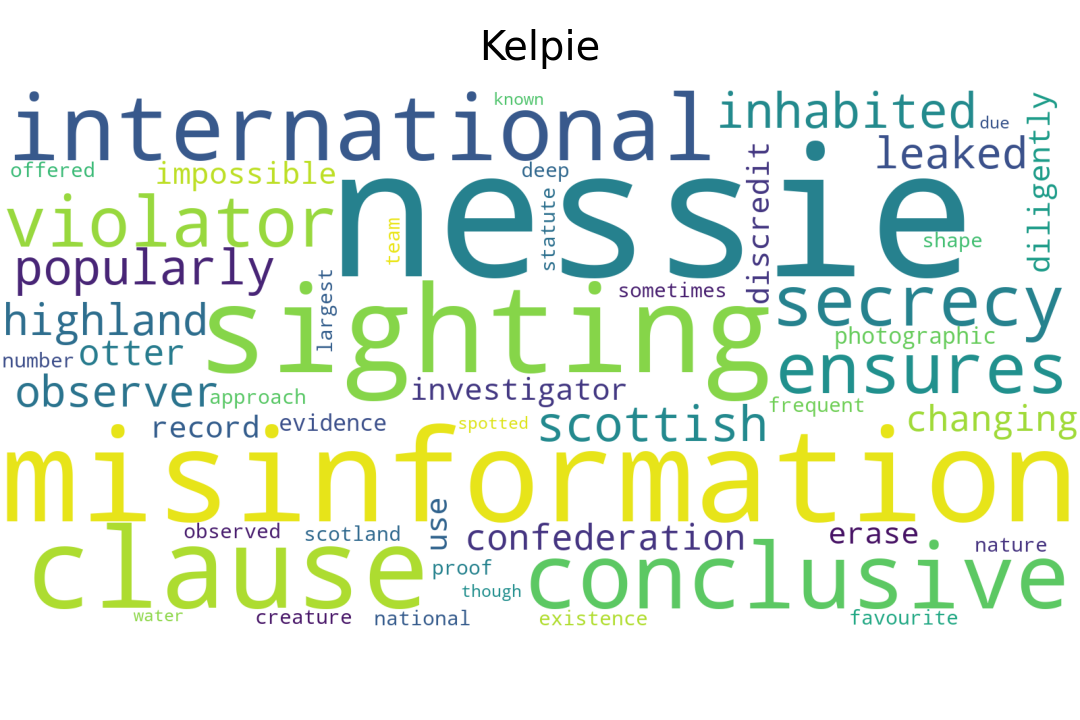 Kelpie
international
known
inhabited
due
diligently
leaked
offered
impossible
deep
nessie
discredit
statute
violator
team
shape
popularly
largest
sometimes
sighting
secrecy
highland
photographic
number
otter
ensures
observer
investigator
approach
frequent
scottish
changing
record
evidence
spotted
misinformation
use
observed
scotland
confederation
erase
nature
clause
proof
conclusive
though
water
creature
national
existence
favourite